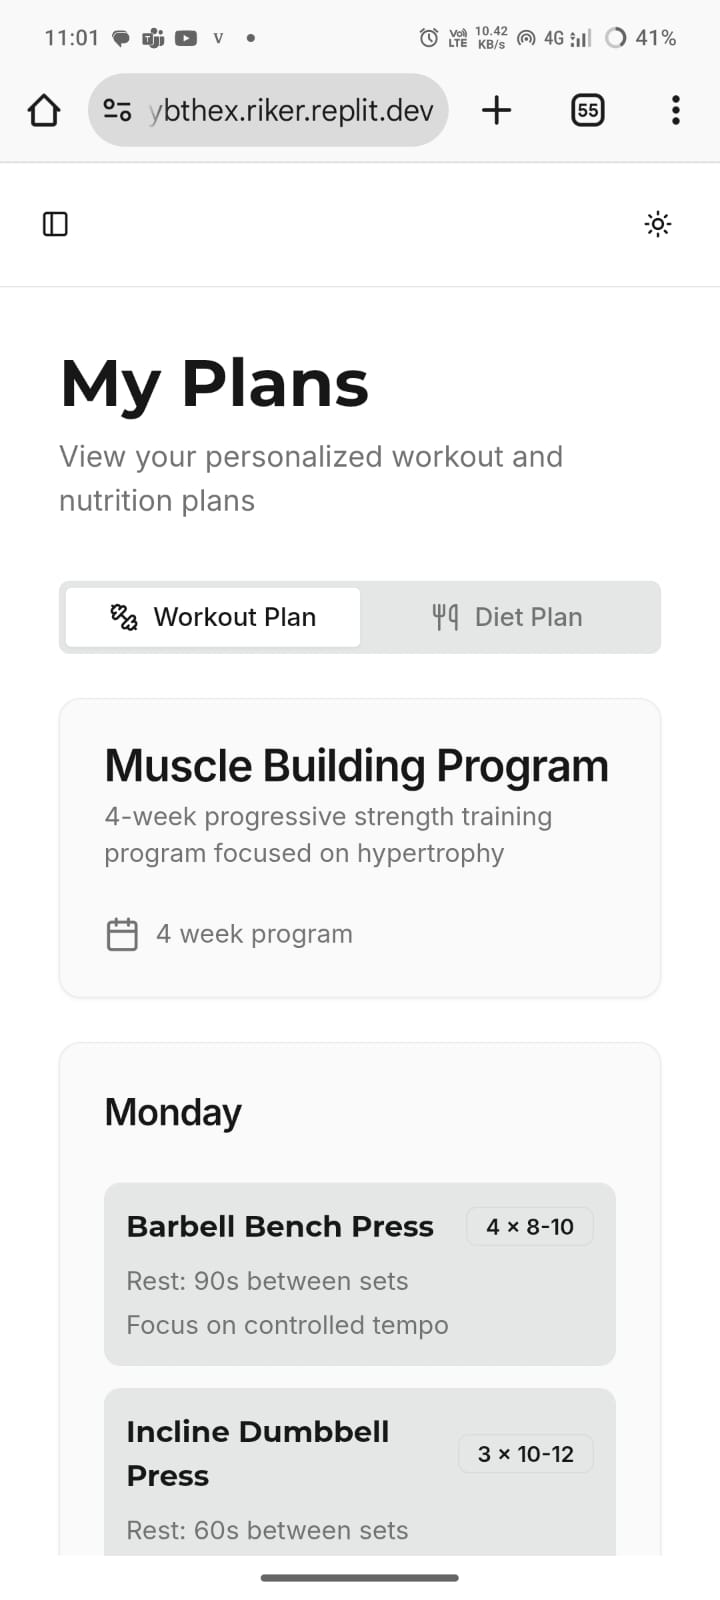 11:01 V VoD LTE 10.42 KB/s 4G 41%
ybthex.riker.replit.dev 55
My Plans
View your personalized workout and
nutrition plans
Workout Plan Diet Plan
Muscle Building Program
4-week progressive strength training
program focused on hypertrophy
4 week program
Monday
Barbell Bench Press 4 × 8-10
Rest: 90s between sets
Focus on controlled tempo
Incline Dumbbell
Press 3 × 10-12
Rest: 60s between sets